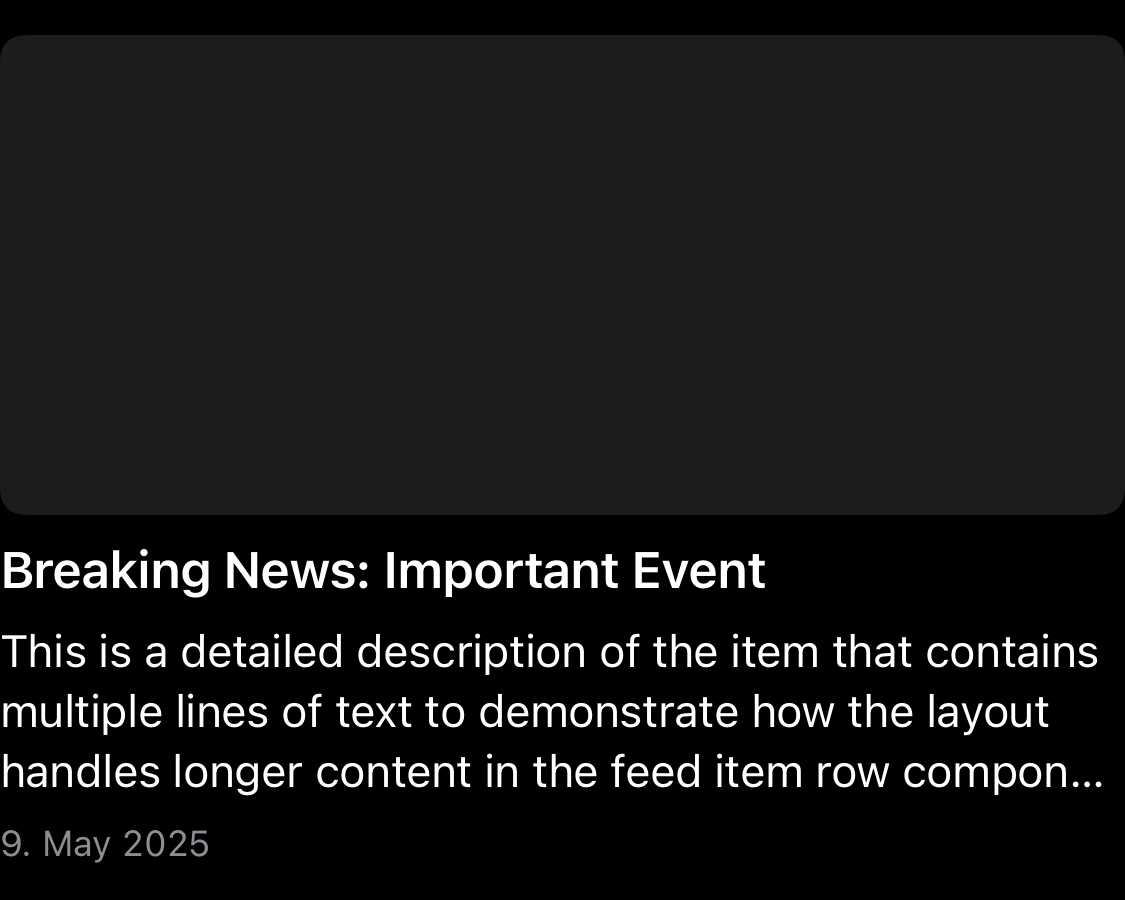 Breaking News: Important Event
This is a detailed description of the item that contains
multiple lines of text to demonstrate how the layout
handles longer content in the feed item row compon...
9. May 2025